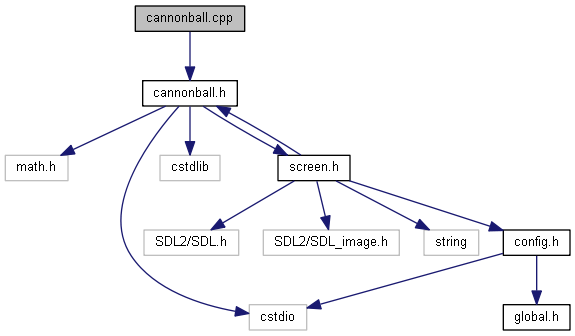 cannonball.cpp
cannonball.h
math.h
cstdlib
screen.h
SDL2/SDL.h
SDL2/SDL_image.h
string
config.h
cstdio
global.h